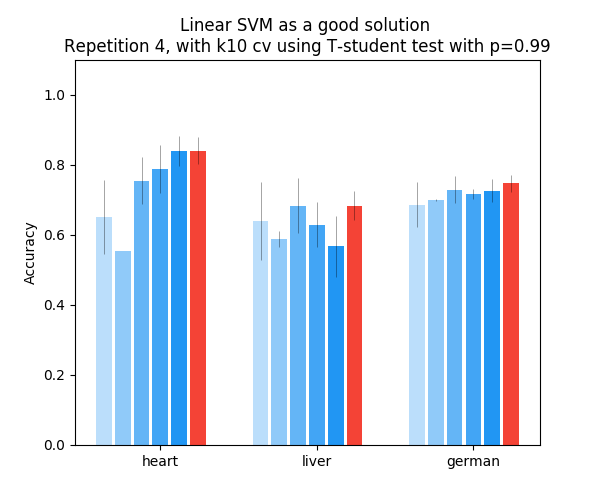 Linear SVM as a good solution
Repetition 4, with k10 cv using T-student test with p=0.99
1.0
0.8
0.6
0.4
0.2
0.0
Accuracy
heart
liver
german